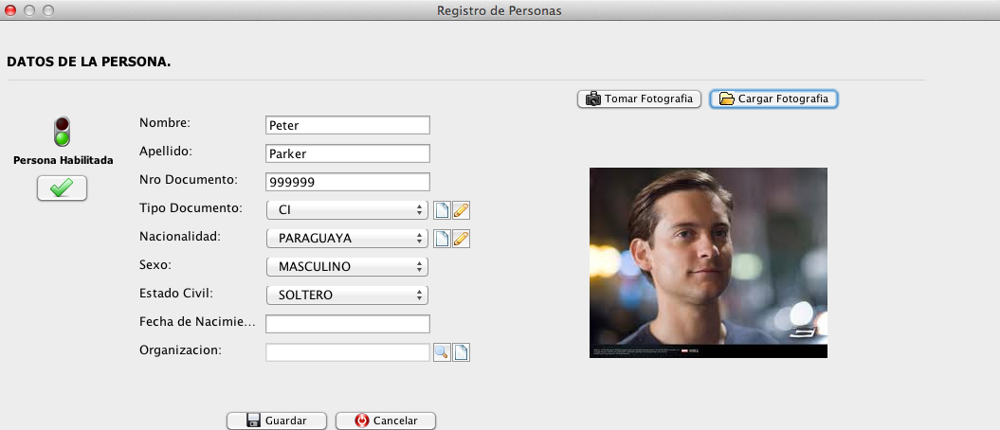 Registro de Personas
DATOS DE LA PERSONA.
Tomar Fotografia
Cargar Fotografia
Persona Habilitada
Nombre: Peter
Apellido: Parker
Nro Documento: 999999
Tipo Documento: CI
Nacionalidad: PARAGUAYA
Sexo: MASCULINO
Estado Civil: SOLTERO
Fecha de Nacimie...
Organizacion:
Guardar
Cancelar